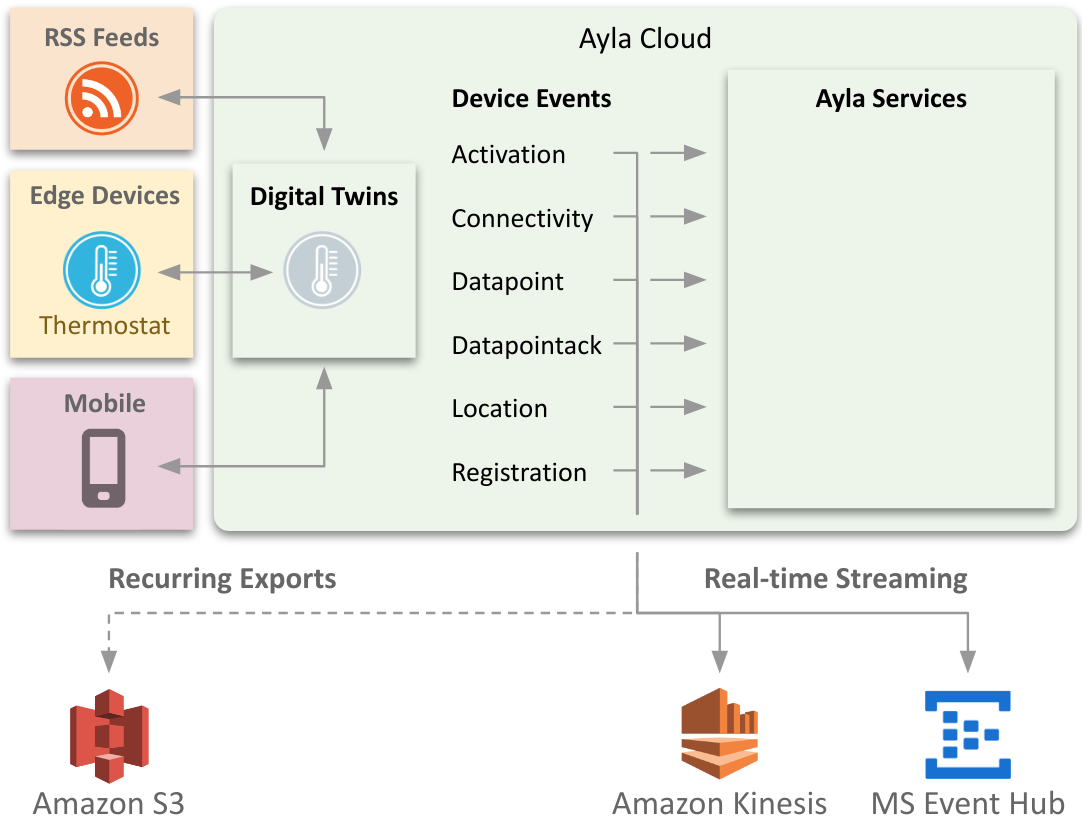 RSS Feeds
Edge Devices
Thermostat
Mobile
Ayla Cloud
Digital Twins
Device Events
Activation
Connectivity
Datapoint
Datapointack
Location
Registration
Ayla Services
Recurring Exports
Real-time Streaming
Amazon S3
Amazon Kinesis
MS Event Hub